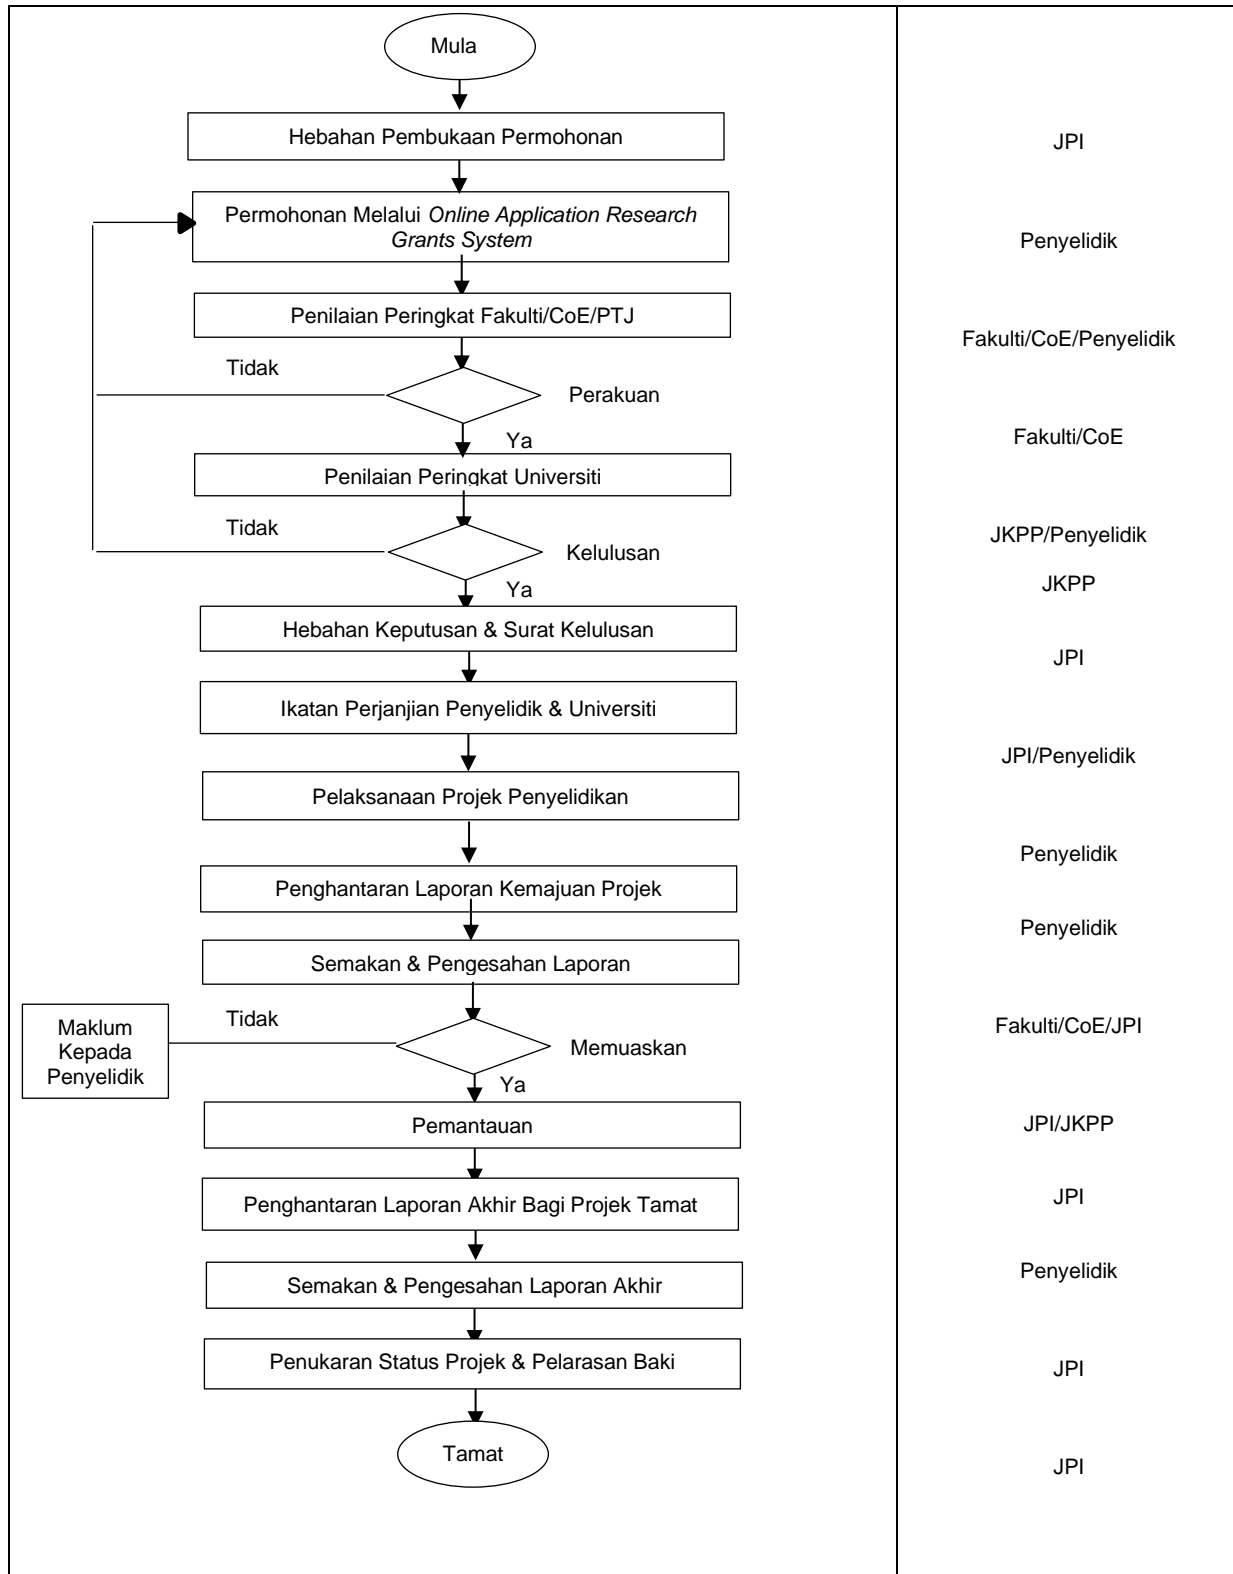 Mula
Hebahan Pembukaan Permohonan
JPI
Permohonan Melalui Online Application Research
Grants System
Penyelidik
Penilaian Peringkat Fakulti/CoE/PTJ
Fakulti/CoE/Penyelidik
Tidak
Perakuan
Fakulti/CoE
Ya
Penilaian Peringkat Universiti
Tidak
JKPP/Penyelidik
Kelulusan
JKPP
Ya
Hebahan Keputusan & Surat Kelulusan
JPI
Ikatan Perjanjian Penyelidik & Universiti
JPI/Penyelidik
Pelaksanaan Projek Penyelidikan
Penyelidik
Penghantaran Laporan Kemajuan Projek
Penyelidik
Semakan & Pengesahan Laporan
Fakulti/CoE/JPI
Tidak
Maklum
Kepada
Penyelidik
Memuaskan
Ya
Pemantauan
JPI/JKPP
Penghantaran Laporan Akhir Bagi Projek Tamat
JPI
Semakan & Pengesahan Laporan Akhir
Penyelidik
Penukaran Status Projek & Pelarasan Baki
JPI
Tamat
JPI